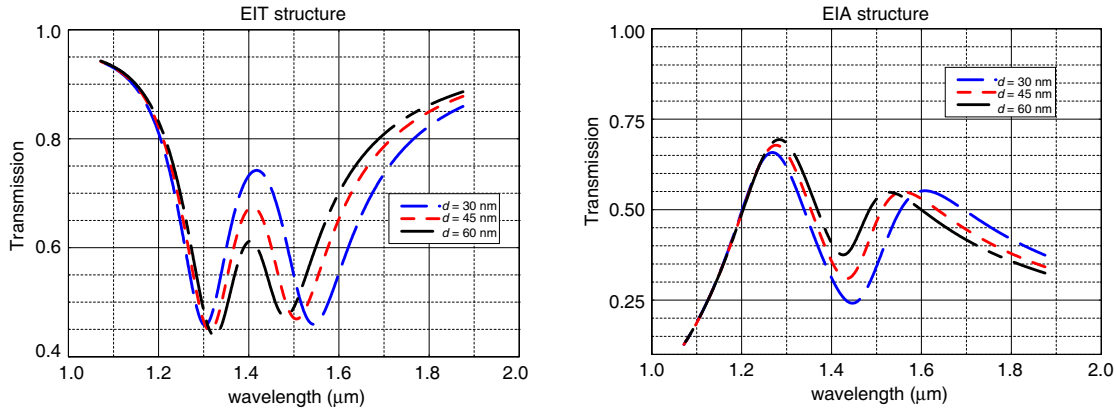 EIT structure
Transmission
1.0
0.8
0.6
0.4
d = 30 nm
d = 45 nm
d = 60 nm
1.0 1.2 1.4 1.6 1.8 2.0
wavelength (μm)
EIA structure
Transmission
1.00
0.75
0.50
0.25
d = 30 nm
d = 45 nm
d = 60 nm
1.0 1.2 1.4 1.6 1.8 2.0
wavelength (μm)